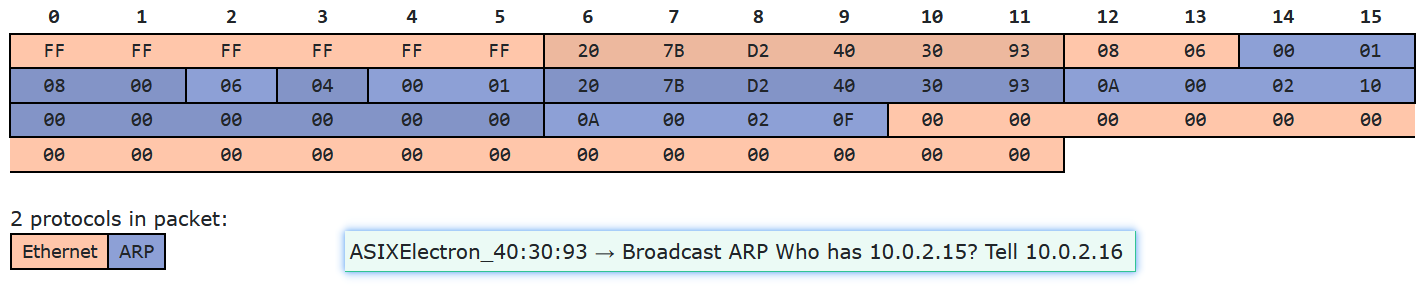 0 1 2 3 4 5 6 7 8 9 10 11 12 13 14 15
FF FF FF FF FF FF 20 7B D2 40 30 93 08 06 00 01
08 00 06 04 00 01 20 7B D2 40 30 93 0A 00 02 10
00 00 00 00 00 00 0A 00 02 0F 00 00 00 00 00 00
00 00 00 00 00 00 00 00 00 00 00 00
2 protocols in packet:
Ethernet ARP
ASIXElectron_40:30:93 → Broadcast ARP Who has 10.0.2.15? Tell 10.0.2.16